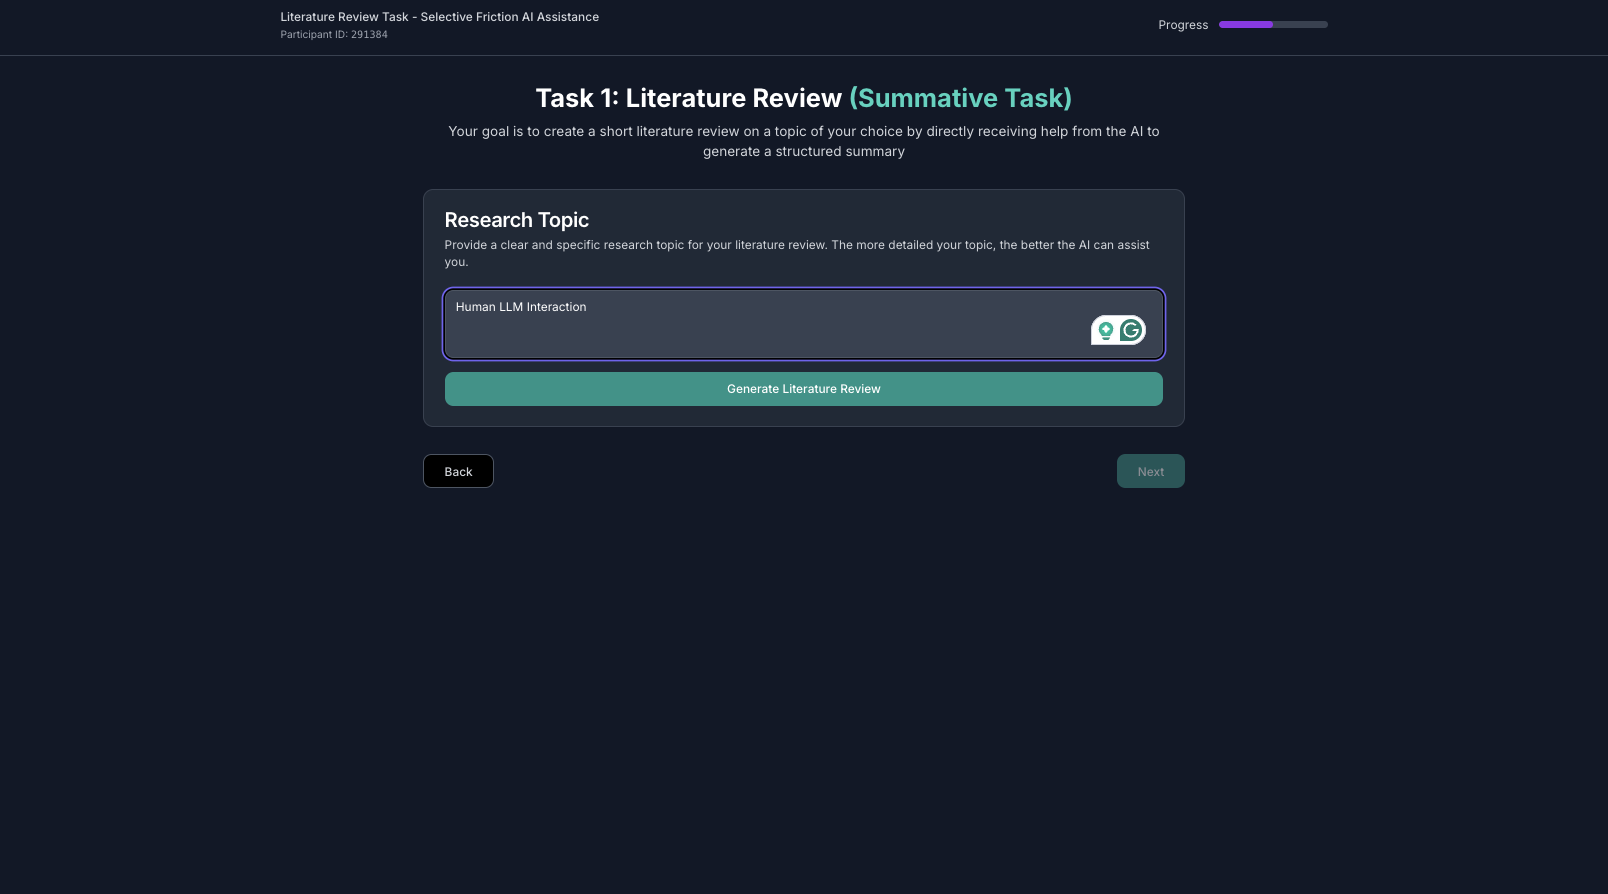 Literature Review Task - Selective Friction AI Assistance
Participant ID: 291384
Progress
Task 1: Literature Review (Summative Task)
Your goal is to create a short literature review on a topic of your choice by directly receiving help from the AI to
generate a structured summary
Research Topic
Provide a clear and specific research topic for your literature review. The more detailed your topic, the better the AI can assist
you.
Human LLM Interaction
Generate Literature Review
Back
Next